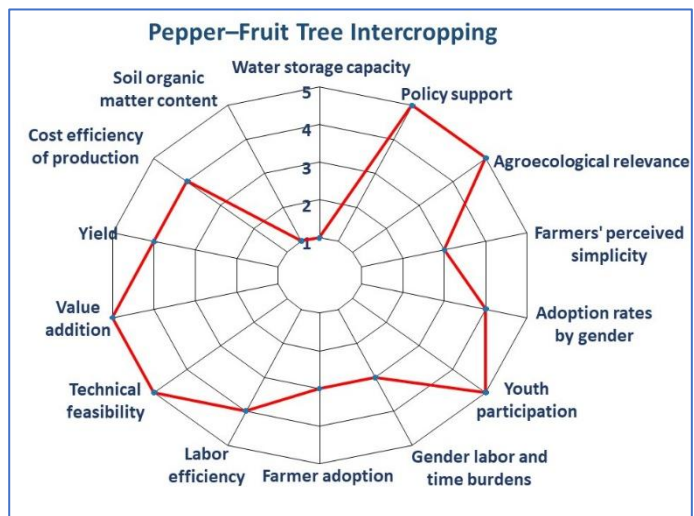 Pepper–Fruit Tree Intercropping
Water storage capacity
Policy support
Agroecological relevance
Farmers' perceived
simplicity
Adoption rates
by gender
Youth
participation
Gender labor and
time burdens
Farmer adoption
Labor
efficiency
Technical
feasibility
Value
addition
Yield
Cost efficiency
of production
Soil organic
matter content
5
4
3
2
1